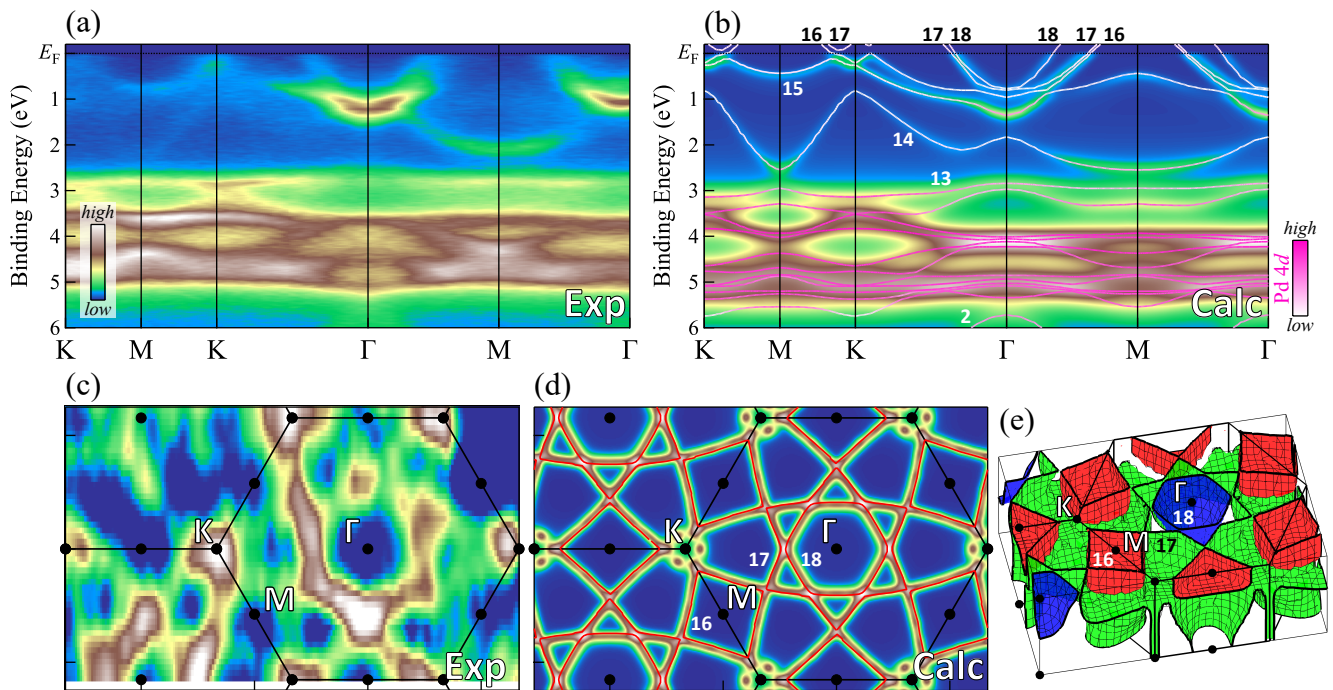 (a)
E_F
1
2
3
4
5
6
Binding Energy (eV)
high
low
Exp
K M K Γ M Γ
(b)
16 17 17 18 18 17 16
E_F
1
2
3
4
5
6
Binding Energy (eV)
15
14
13
2
Calc
high
Pd 4d
low
K M K Γ M Γ
(c)
K
Γ
M
Exp
(d)
K
Γ
17 18
M
16
Calc
(e)
Γ
K
18
M 17
16